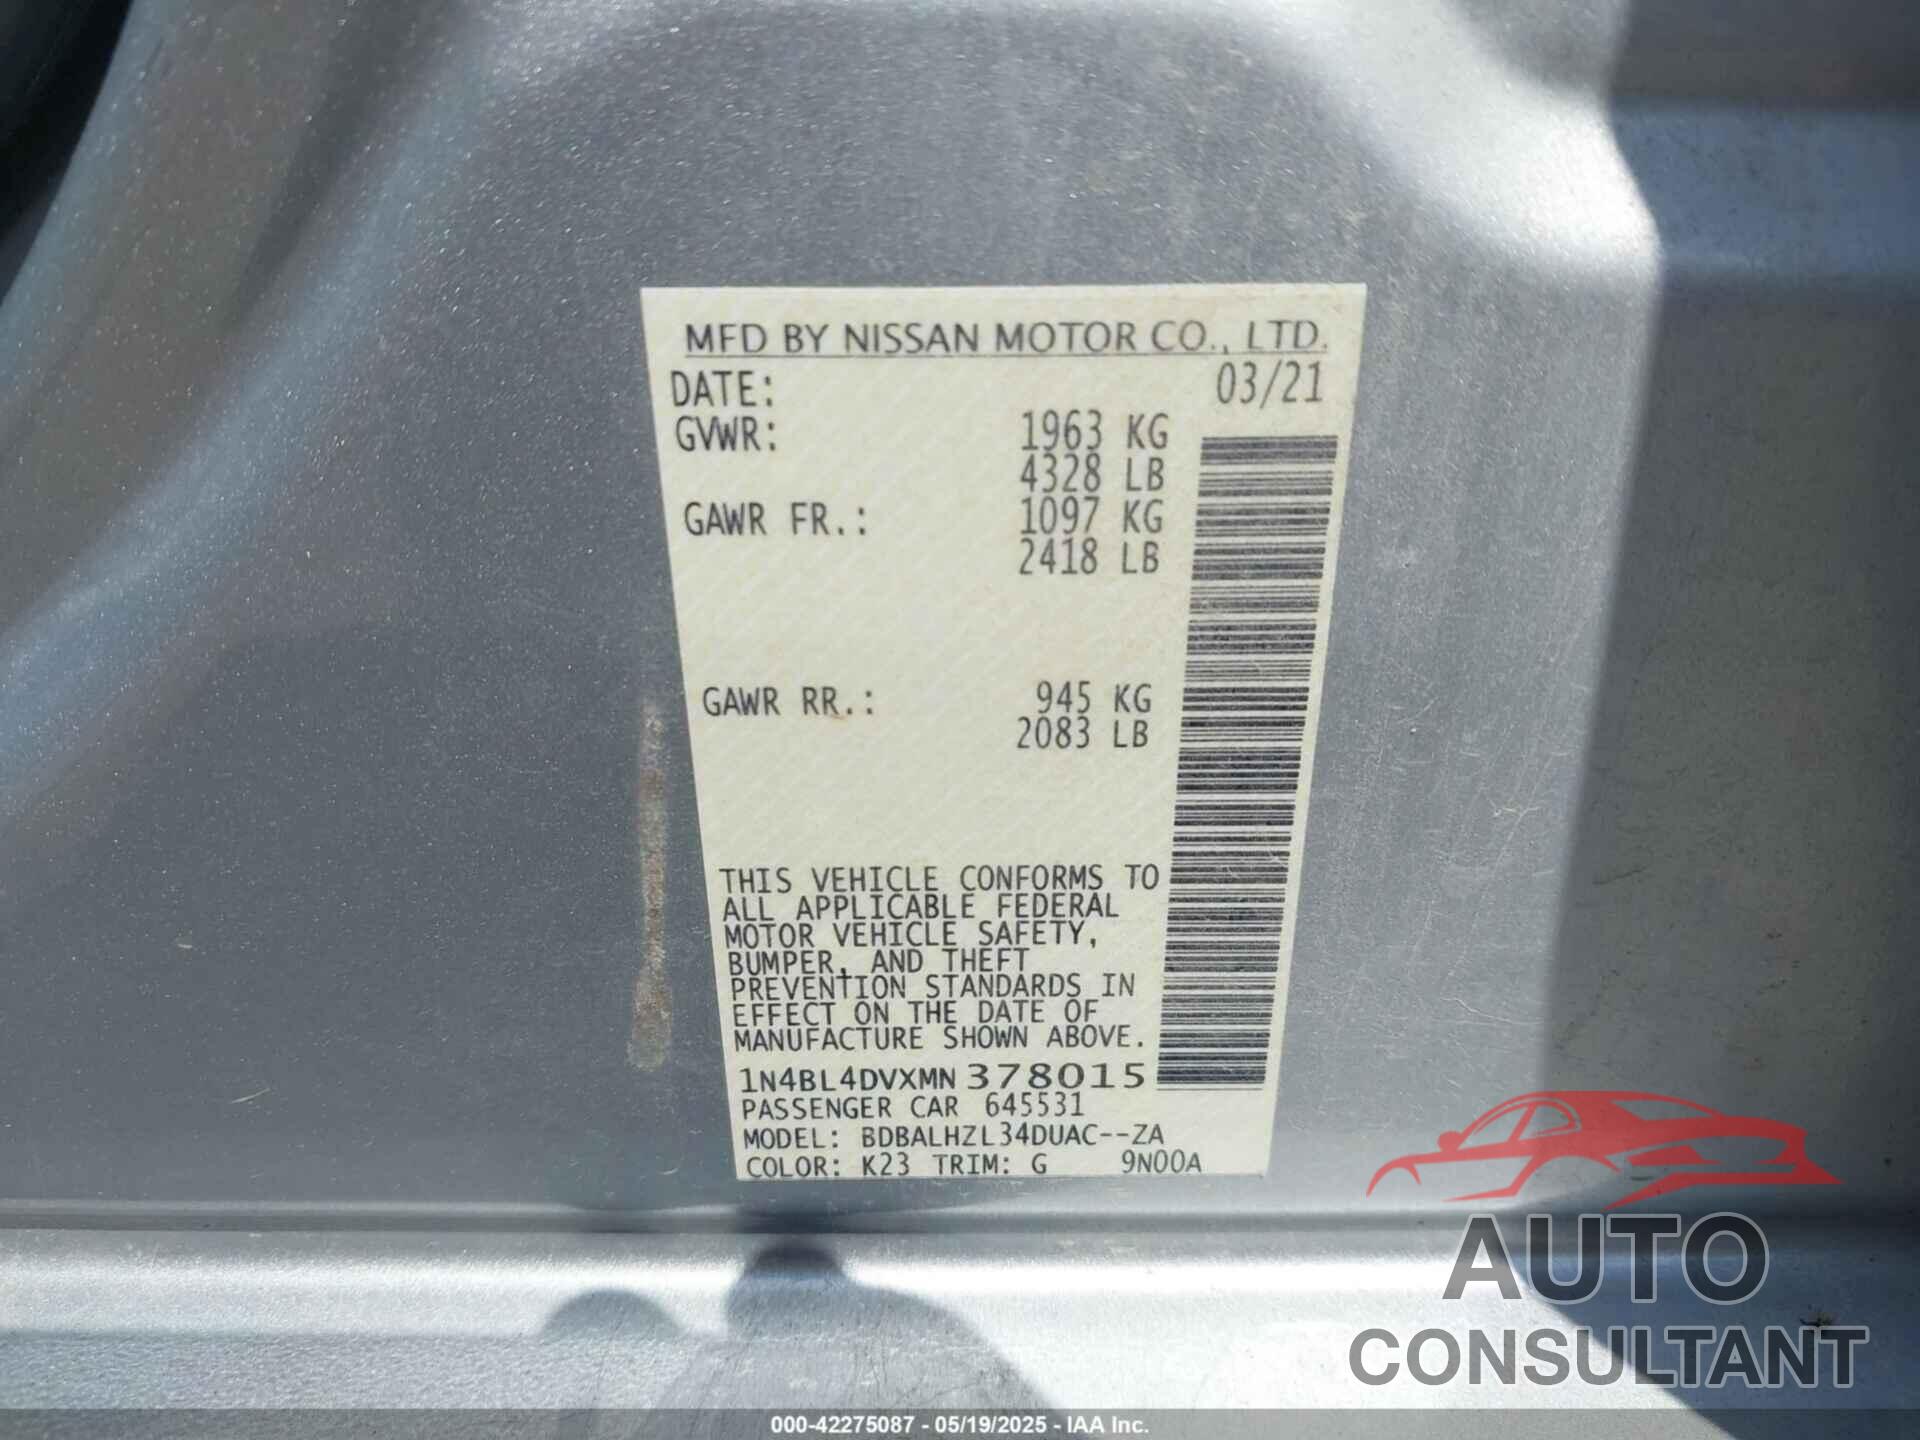 MFD BY NISSAN MOTOR CO., LTD.
DATE: 03/21
GVWR: 1963 KG
4328 LB
GAWR FR.: 1097 KG
2418 LB
GAWR RR.: 945 KG
2083 LB
THIS VEHICLE CONFORMS TO
ALL APPLICABLE FEDERAL
MOTOR VEHICLE SAFETY,
BUMPER, AND THEFT
PREVENTION STANDARDS IN
EFFECT ON THE DATE OF
MANUFACTURE SHOWN ABOVE.
1N4BL4DVXMN378015
PASSENGER CAR 645531
MODEL: BDBALHZL34DUAC--ZA
COLOR: K23 TRIM: G 9N00A
AUTO
CONSULTANT
000-42275087 - 05/19/2025 - IAA Inc.